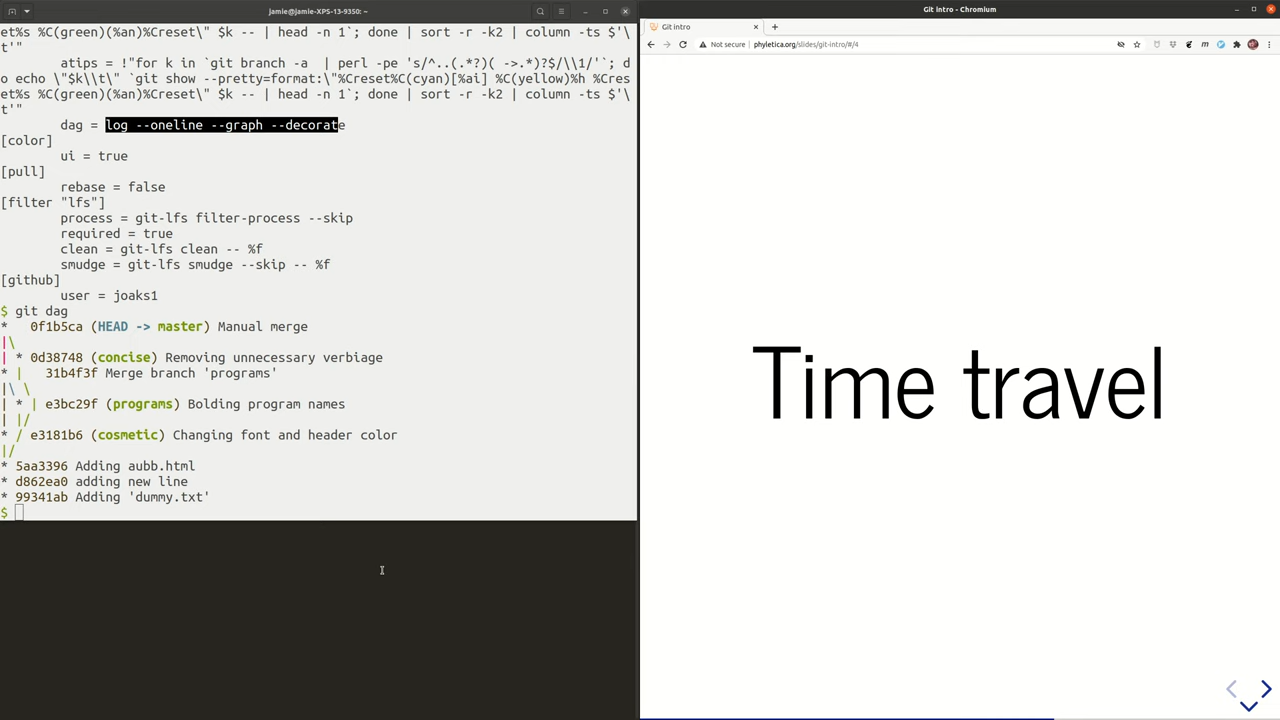 jamie@jamie-XPS-13-9350: ~
et%s %C(green)(%an)%Creset\" $k -- | head -n 1`; done | sort -r -k2 | column -ts $'\
t'"
atips = !"for k in `git branch -a  | perl -pe 's/^..(.*?)( ->.*)?$/\\1/'`; d
o echo \"$k\\t\" `git show --pretty=format:\"%Creset%C(cyan)[%ai] %C(yellow)%h %Cres
et%s %C(green)(%an)%Creset\" $k -- | head -n 1`; done | sort -r -k2 | column -ts $'\
t'"
dag = log --oneline --graph --decorate
[color]
ui = true
[pull]
rebase = false
[filter "lfs"]
process = git-lfs filter-process --skip
required = true
clean = git-lfs clean -- %f
smudge = git-lfs smudge --skip -- %f
[github]
user = joaks1
$ git dag
*   0f1b5ca (HEAD -> master) Manual merge
|\
| * 0d38748 (concise) Removing unnecessary verbiage
* |   31b4f3f Merge branch 'programs'
|\ \
| * | e3bc29f (programs) Bolding program names
| |/
* / e3181b6 (cosmetic) Changing font and header color
|/
* 5aa3396 Adding aubb.html
* d862ea0 adding new line
* 99341ab Adding 'dummy.txt'
$
Git intro - Chromium
Git intro
Not secure | phyletica.org/slides/git-intro/#/4
Time travel